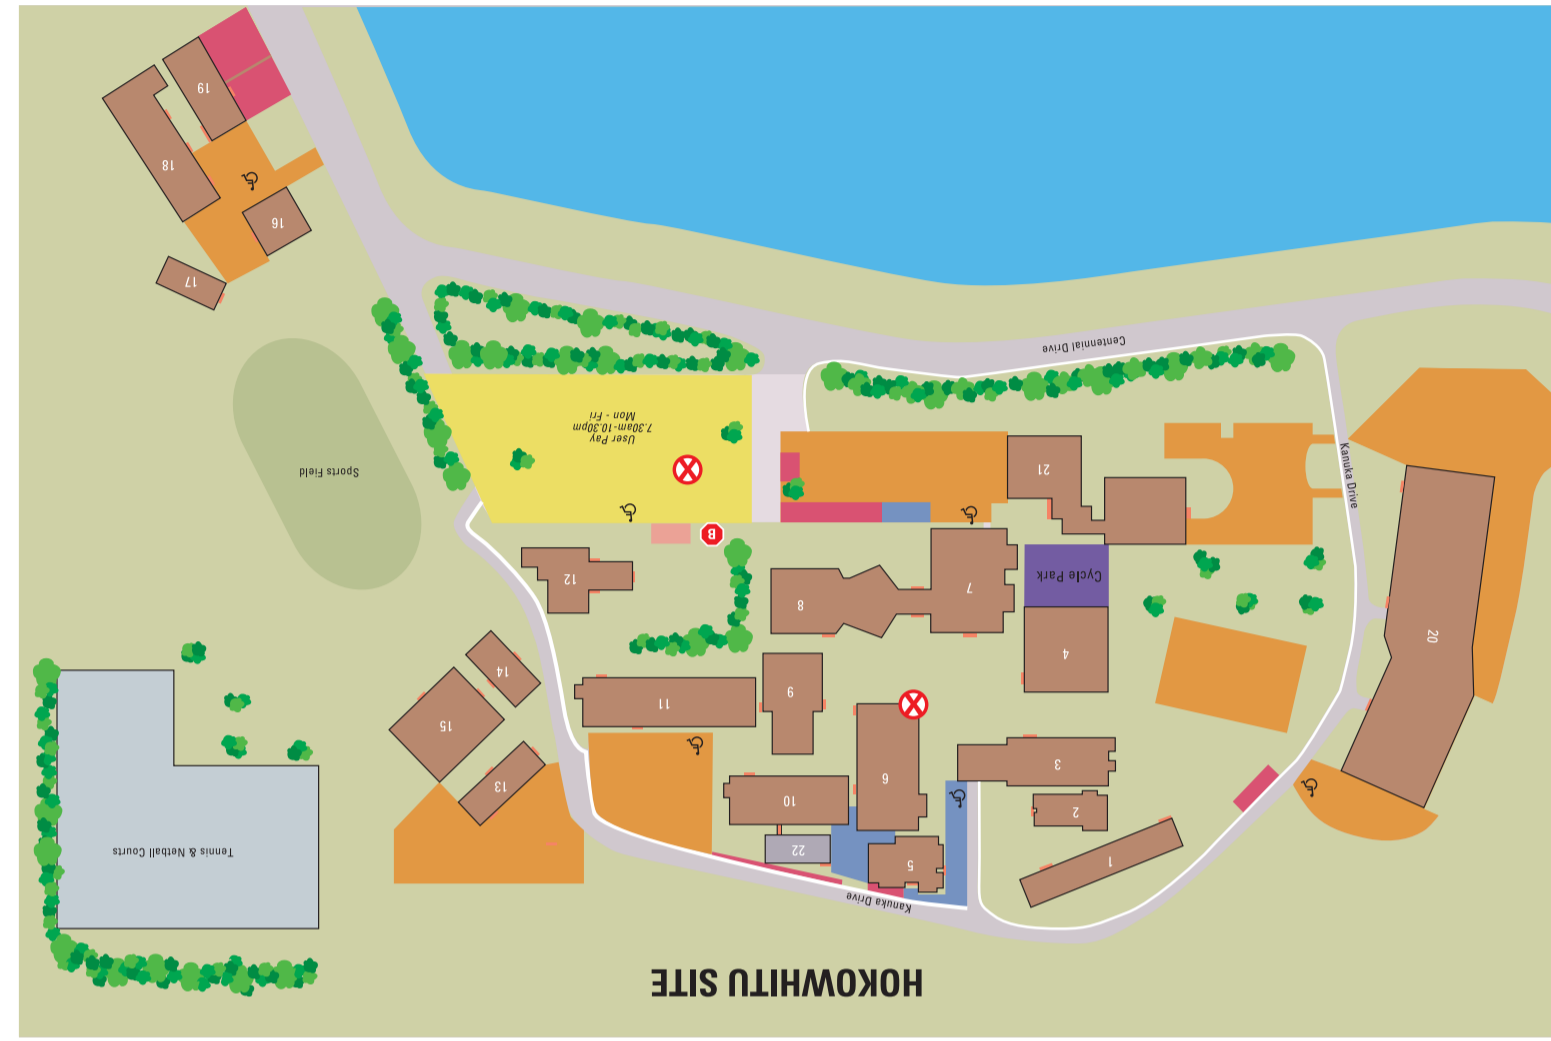 HOKOWHITU SITE
Kanuka Drive
1
5
22
Tennis & Netball Courts
2
10
13
6
3
15
11
9
14
4
20
8
7
12
Cycle Park
B
Kanuka Drive
Sports Field
21
User Pay
7.30am-10.30pm
Mon - Fri
Centennial Drive
17
16
18
19